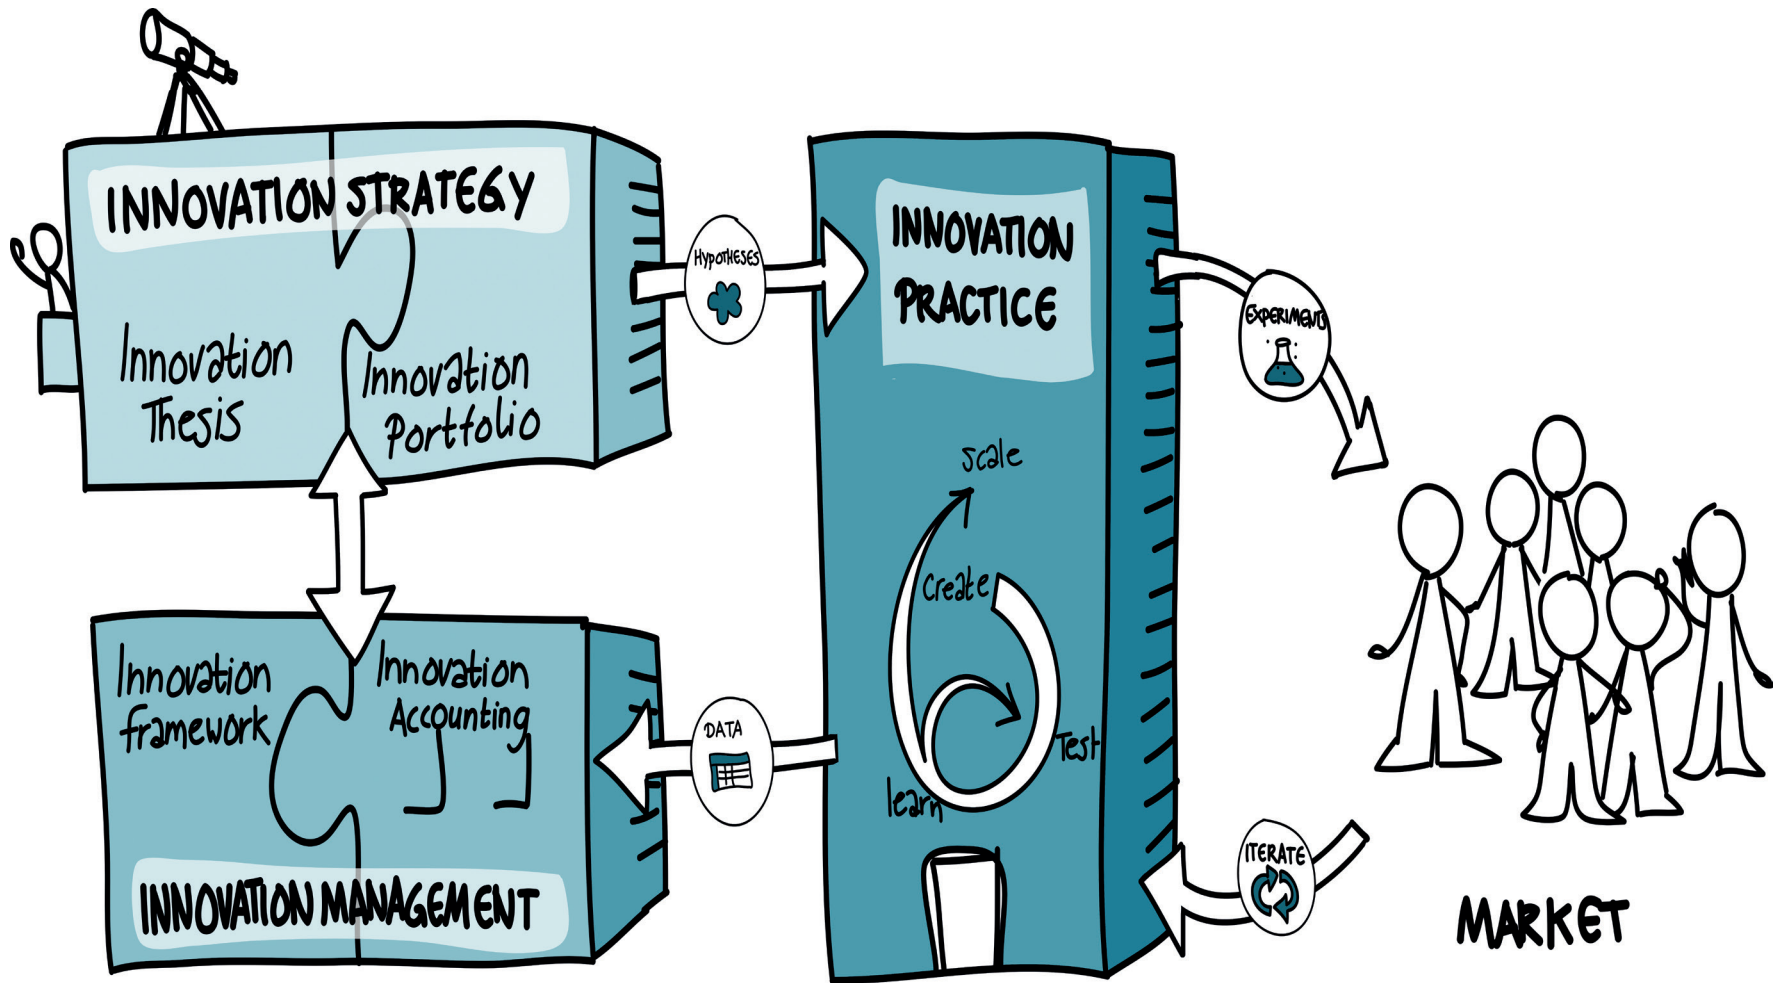 INNOVATION STRATEGY
Innovation
Thesis
Innovation
Portfolio
HYPOTHESES
INNOVATION
PRACTICE
EXPERIMENTS
scale
Create
Test
learn
Innovation
framework
Innovation
Accounting
INNOVATION MANAGEMENT
DATA
ITERATE
MARKET